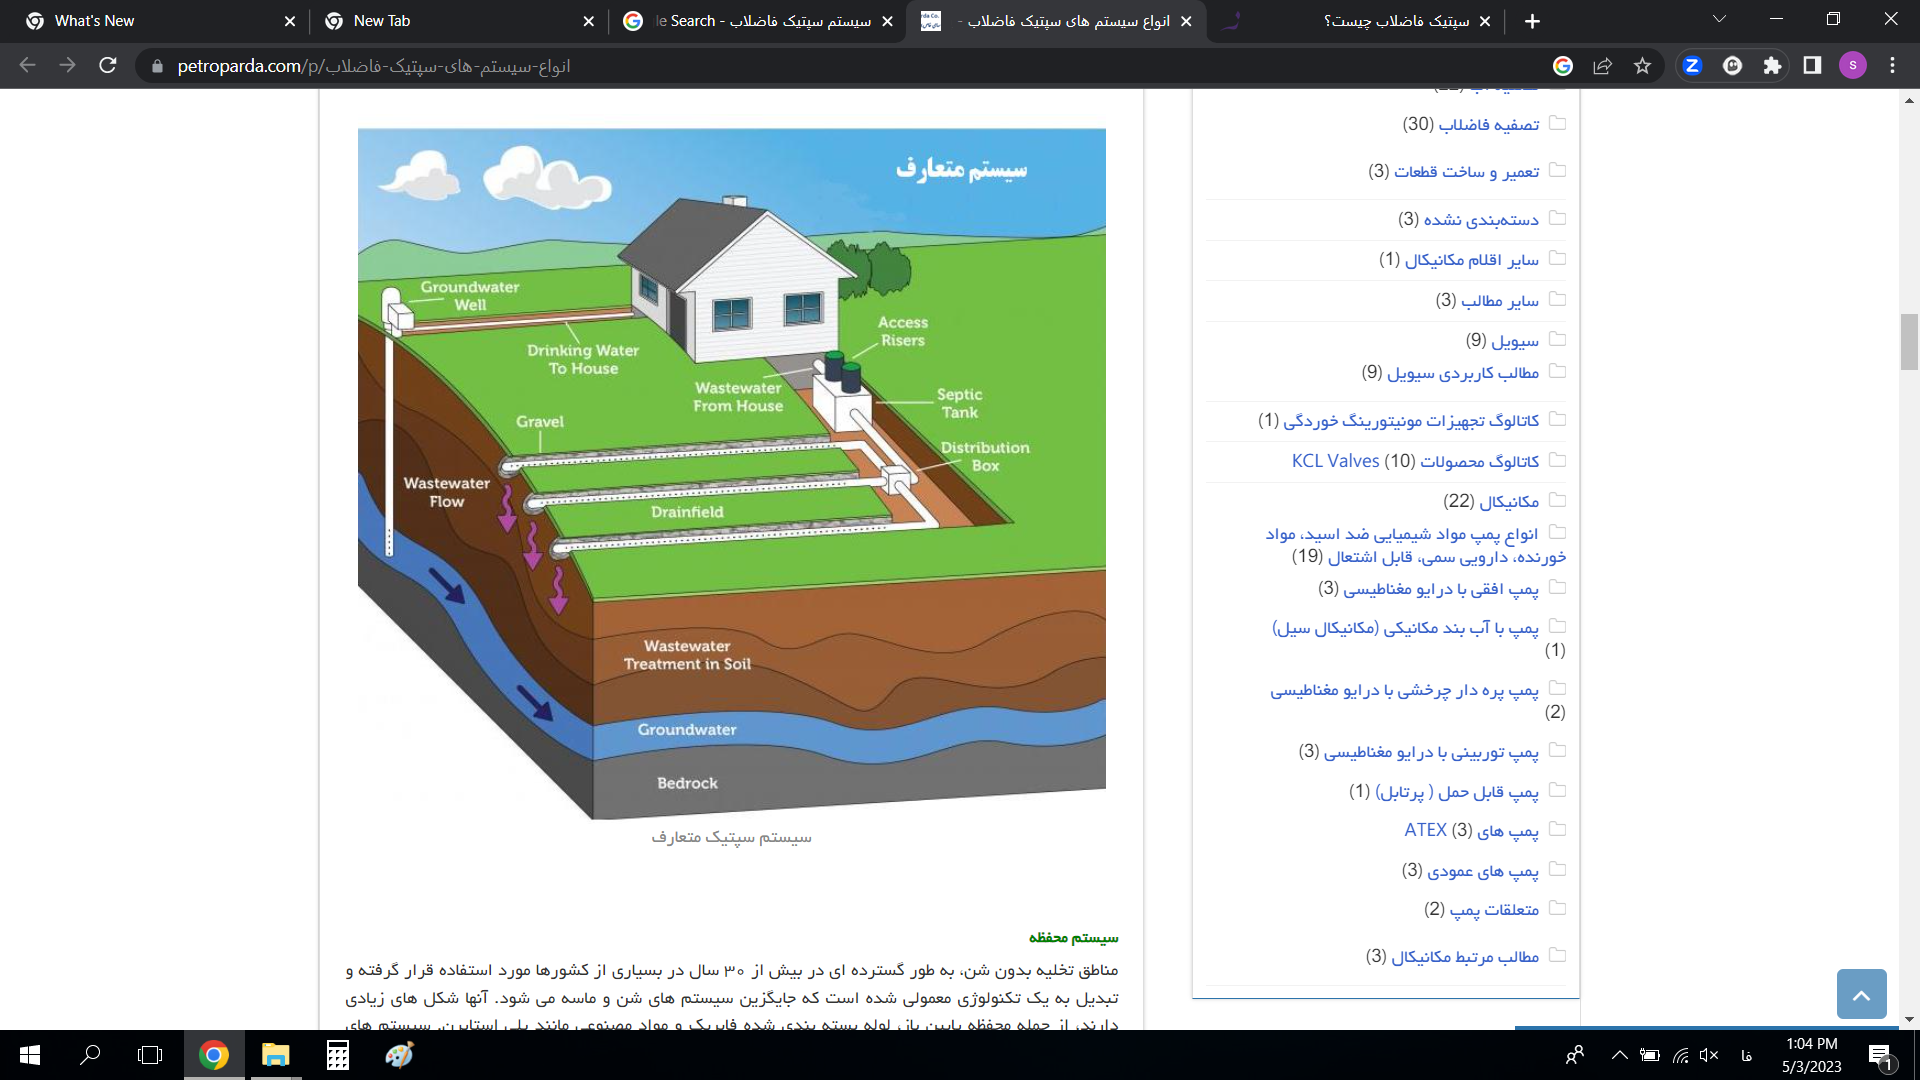 What's New
New Tab
سیستم سپتیک فاضلاب - le Search - G
انواع سیستم های سپتیک فاضلاب -
سپتیک فاضلاب چیست؟
petroparda.com/p/انواع-سیستم-های-سپتیک-فاضلاب
سیستم متعارف
Groundwater
Well
Drinking Water
To House
Access
Risers
Wastewater
From House
Septic
Tank
Gravel
Distribution
Box
Wastewater
Flow
Drainfield
Wastewater
Treatment in Soil
Groundwater
Bedrock
سیستم سپتیک متعارف
سیستم محفظه
مناطق تخلیه بدون شن، به طور گسترده ای در بیش از ۳۰ سال در بسیاری از کشورها مورد استفاده قرار گرفته و
تبدیل به یک تکنولوژی معمولی شده است که جایگزین سیستم های شن و ماسه می شود. آنها شکل های زیادی
دارند، از جمله محفظه پایین باز، لوله بسته بندی شده فابریک و مواد مصنوعی مانند پلی استایرن. سیستم های
تصفیه فاضلاب (30)
تعمیر و ساخت قطعات (3)
دسته‌بندی نشده (3)
سایر اقلام مکانیکال (1)
سایر مطالب (3)
سیویل (9)
مطالب کاربردی سیویل (9)
کاتالوگ تجهیزات مونیتورینگ خوردگی (1)
کاتالوگ محصولات KCL Valves (10)
مکانیکال (22)
انواع پمپ مواد شیمیایی ضد اسید، مواد
خورنده، دارویی سمی، قابل اشتعال (19)
پمپ افقی با درایو مغناطیسی (3)
پمپ با آب بند مکانیکی (مکانیکال سیل)
(1)
پمپ پره دار چرخشی با درایو مغناطیسی
(2)
پمپ توربینی با درایو مغناطیسی (3)
پمپ قابل حمل ( پرتابل) (1)
پمپ های ATEX (3)
پمپ های عمودی (3)
متعلقات پمپ (2)
مطالب مرتبط مکانیکال (3)
فا
1:04 PM
5/3/2023
1